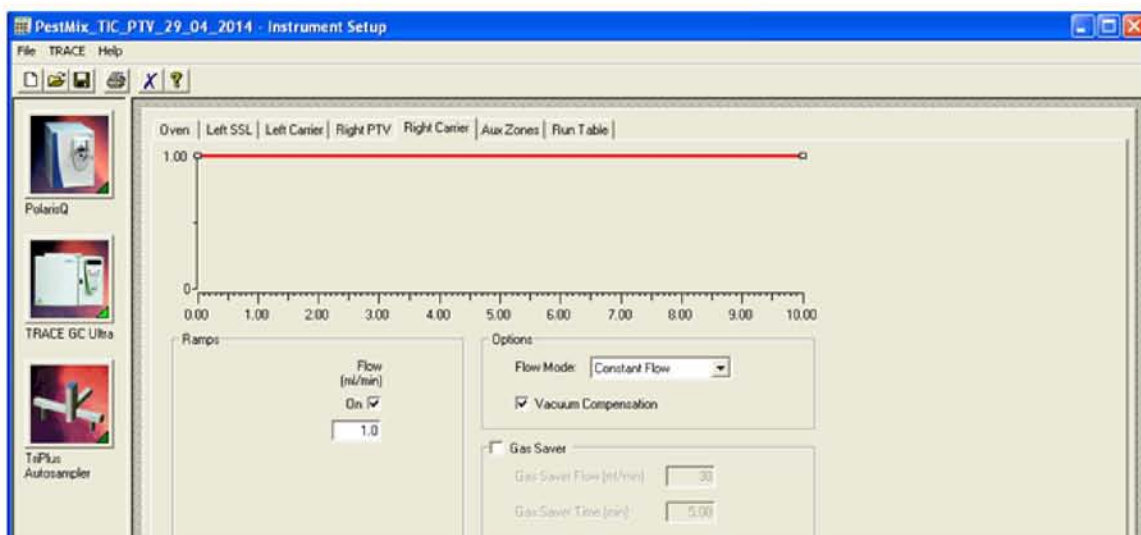 PestMix_TIC_PTV_29_04_2014 - Instrument Setup
File TRACE Help
Oven Left SSL Left Carrier Right PTV Right Carrier Aux Zones Run Table
PolarisQ
TRACE GC Ultra
TriPlus
Autosampler
1.00
0
0.00 1.00 2.00 3.00 4.00 5.00 6.00 7.00 8.00 9.00 10.00
Ramps
Flow
(ml/min)
On
1.0
Options
Flow Mode: Constant Flow
Vacuum Compensation
Gas Saver
Gas Saver Flow (ml/min) 30
Gas Saver Time (min) 5.00